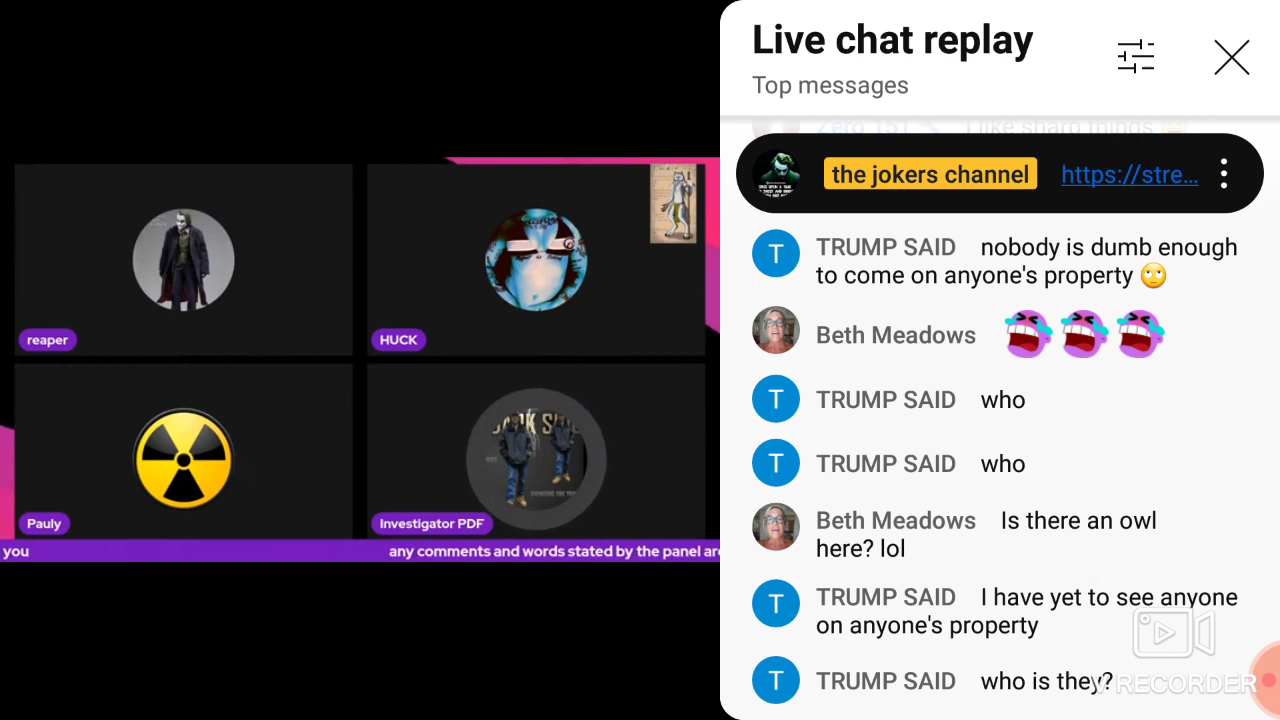 reaper
HUCK
Pauly
Investigator PDF
you
any comments and words stated by the panel are
Live chat replay
Top messages
Zero 151 I like sharp things
the jokers channel https://stre...
TRUMP SAID nobody is dumb enough
to come on anyone's property 🙄
Beth Meadows
TRUMP SAID who
TRUMP SAID who
Beth Meadows Is there an owl
here? lol
TRUMP SAID I have yet to see anyone
on anyone's property
TRUMP SAID who is they?
V RECORDER